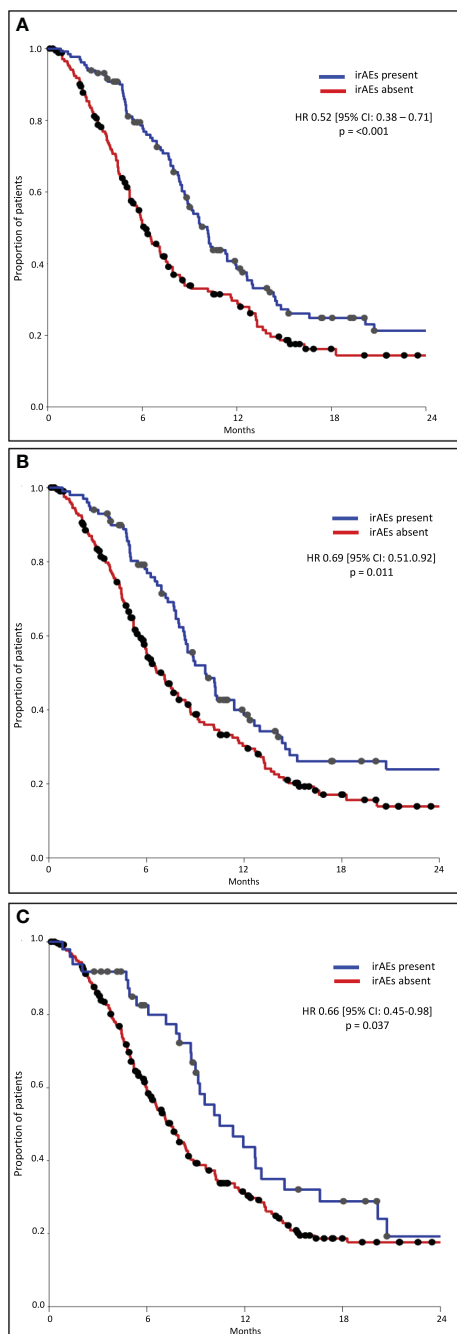 A
1.0
irAEs present
irAEs absent
HR 0.52 [95% CI: 0.38 – 0.71]
p = <0.001
0.8
0.6
Proportion of patients
0.4
0.2
0.0
0 6 12 18 24
Months
B
1.0
irAEs present
irAEs absent
HR 0.69 [95% CI: 0.51.0.92]
p = 0.011
0.8
0.6
Proportion of patients
0.4
0.2
0.0
0 6 12 18 24
Months
C
1.0
irAEs present
irAEs absent
HR 0.66 [95% CI: 0.45-0.98]
p = 0.037
0.8
0.6
Proportion of patients
0.4
0.2
0.0
0 6 12 18 24
Months